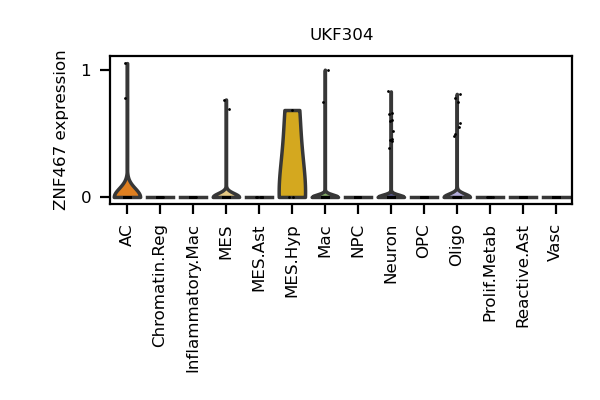 UKF304
ZNF467 expression
1
0
AC
Chromatin.Reg
Inflammatory.Mac
MES
MES.Ast
MES.Hyp
Mac
NPC
Neuron
OPC
Oligo
Prolif.Metab
Reactive.Ast
Vasc